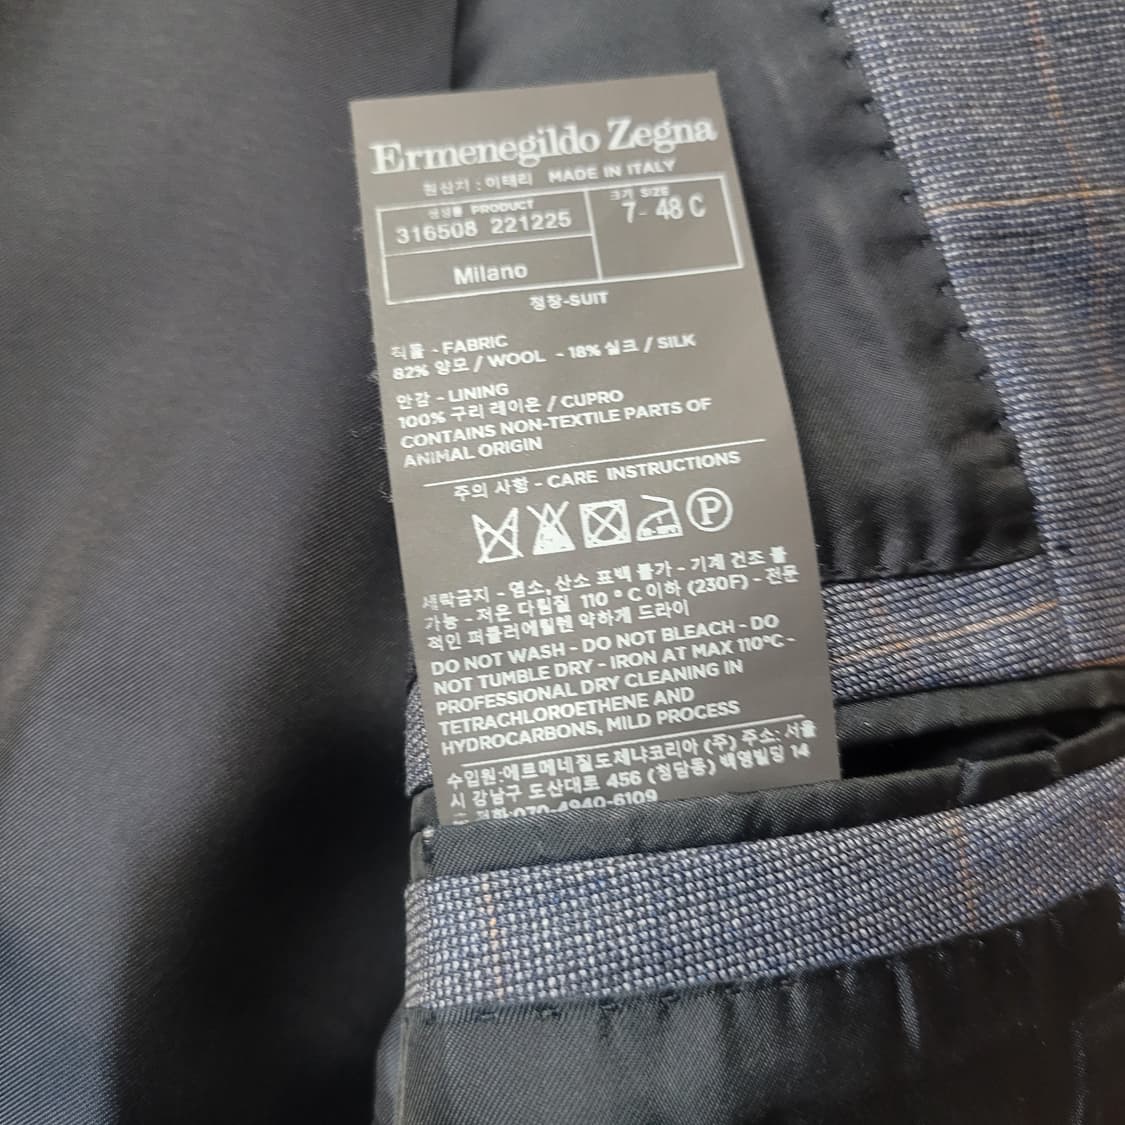 Ermenegildo Zegna
원산지 : 이태리 MADE IN ITALY
생산품 PRODUCT
316508 221225
크기 SIZE
7- 48 C
Milano
정장-SUIT
직물 - FABRIC
82% 양모 / WOOL - 18% 실크 / SILK
안감 - LINING
100% 구리 레이온 / CUPRO
CONTAINS NON-TEXTILE PARTS OF
ANIMAL ORIGIN
주의 사항 - CARE INSTRUCTIONS
P
세탁금지 - 염소, 산소 표백 불가 - 기계 건조 불
가능 - 저온 다림질 110 ° C 이하 (230F) - 전문
적인 퍼클러에틸렌 약하게 드라이
DO NOT WASH - DO NOT BLEACH - DO
NOT TUMBLE DRY - IRON AT MAX 110°C -
PROFESSIONAL DRY CLEANING IN
TETRACHLOROETHENE AND
HYDROCARBONS, MILD PROCESS
수입원:에르메네질도제냐코리아 (주) 주소: 서울
시 강남구 도산대로 456 (청담동) 백영빌딩 14
층 전화:070-4940-6109